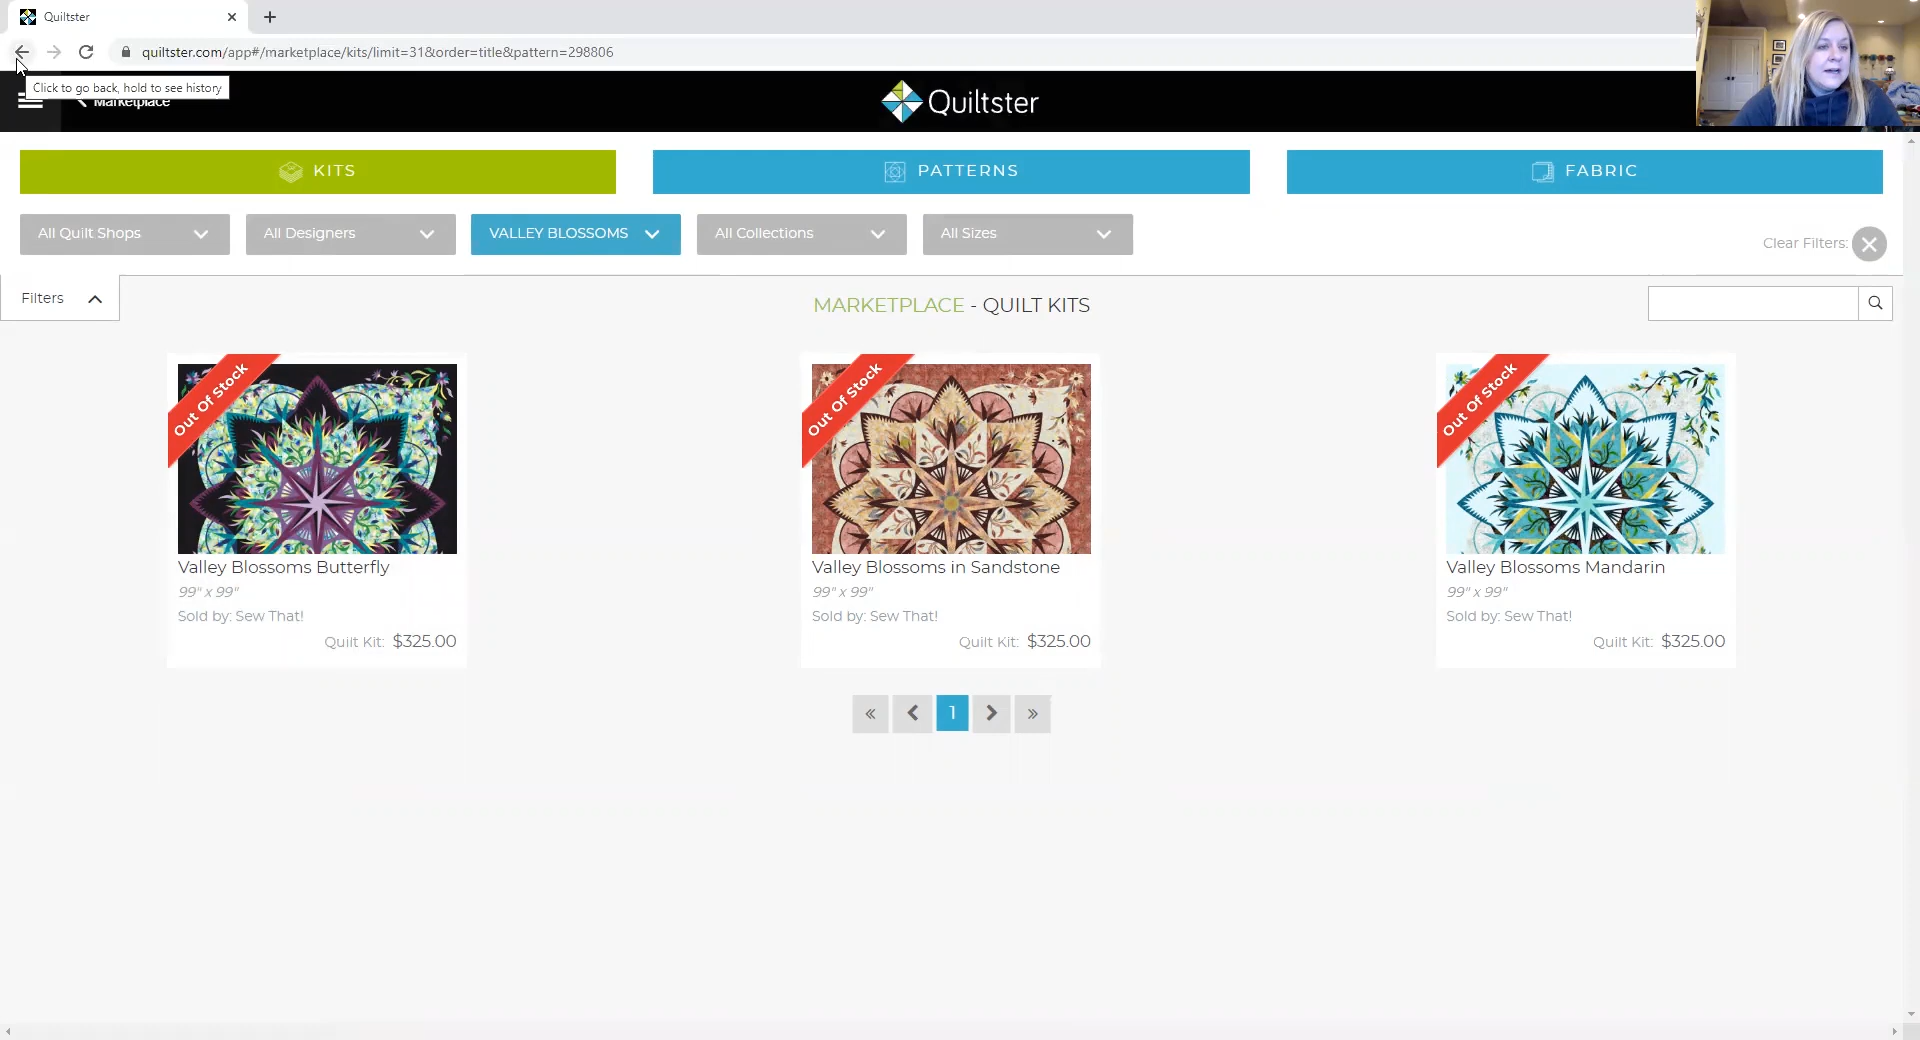 Quiltster
quiltster.com/app#/marketplace/kits/limit=31&order=title&pattern=298806
Click to go back, hold to see history
Marketplace
Quiltster
KITS
PATTERNS
FABRIC
All Quilt Shops
All Designers
VALLEY BLOSSOMS
All Collections
All Sizes
Clear Filters:
Filters
MARKETPLACE - QUILT KITS
Out Of Stock
Valley Blossoms Butterfly
99" x 99"
Sold by: Sew That!
Quilt Kit: $325.00
Out Of Stock
Valley Blossoms in Sandstone
99" x 99"
Sold by: Sew That!
Quilt Kit: $325.00
Out Of Stock
Valley Blossoms Mandarin
99" x 99"
Sold by: Sew That!
Quilt Kit: $325.00
« 1 »